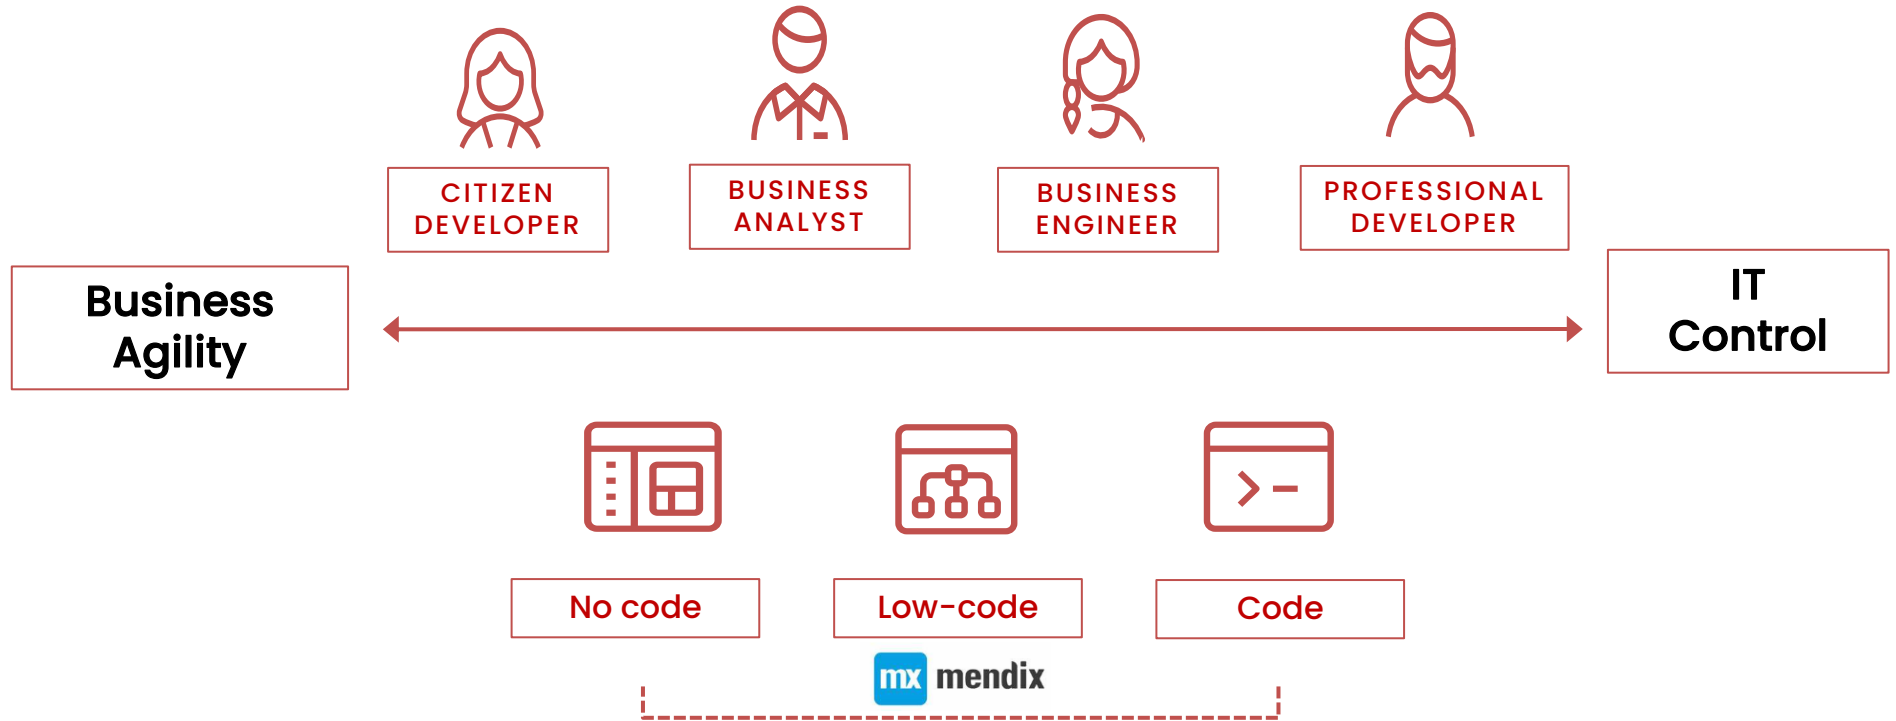 CITIZEN
DEVELOPER
BUSINESS
ANALYST
BUSINESS
ENGINEER
PROFESSIONAL
DEVELOPER
Business
Agility
IT
Control
No code
Low-code
Code
mx mendix